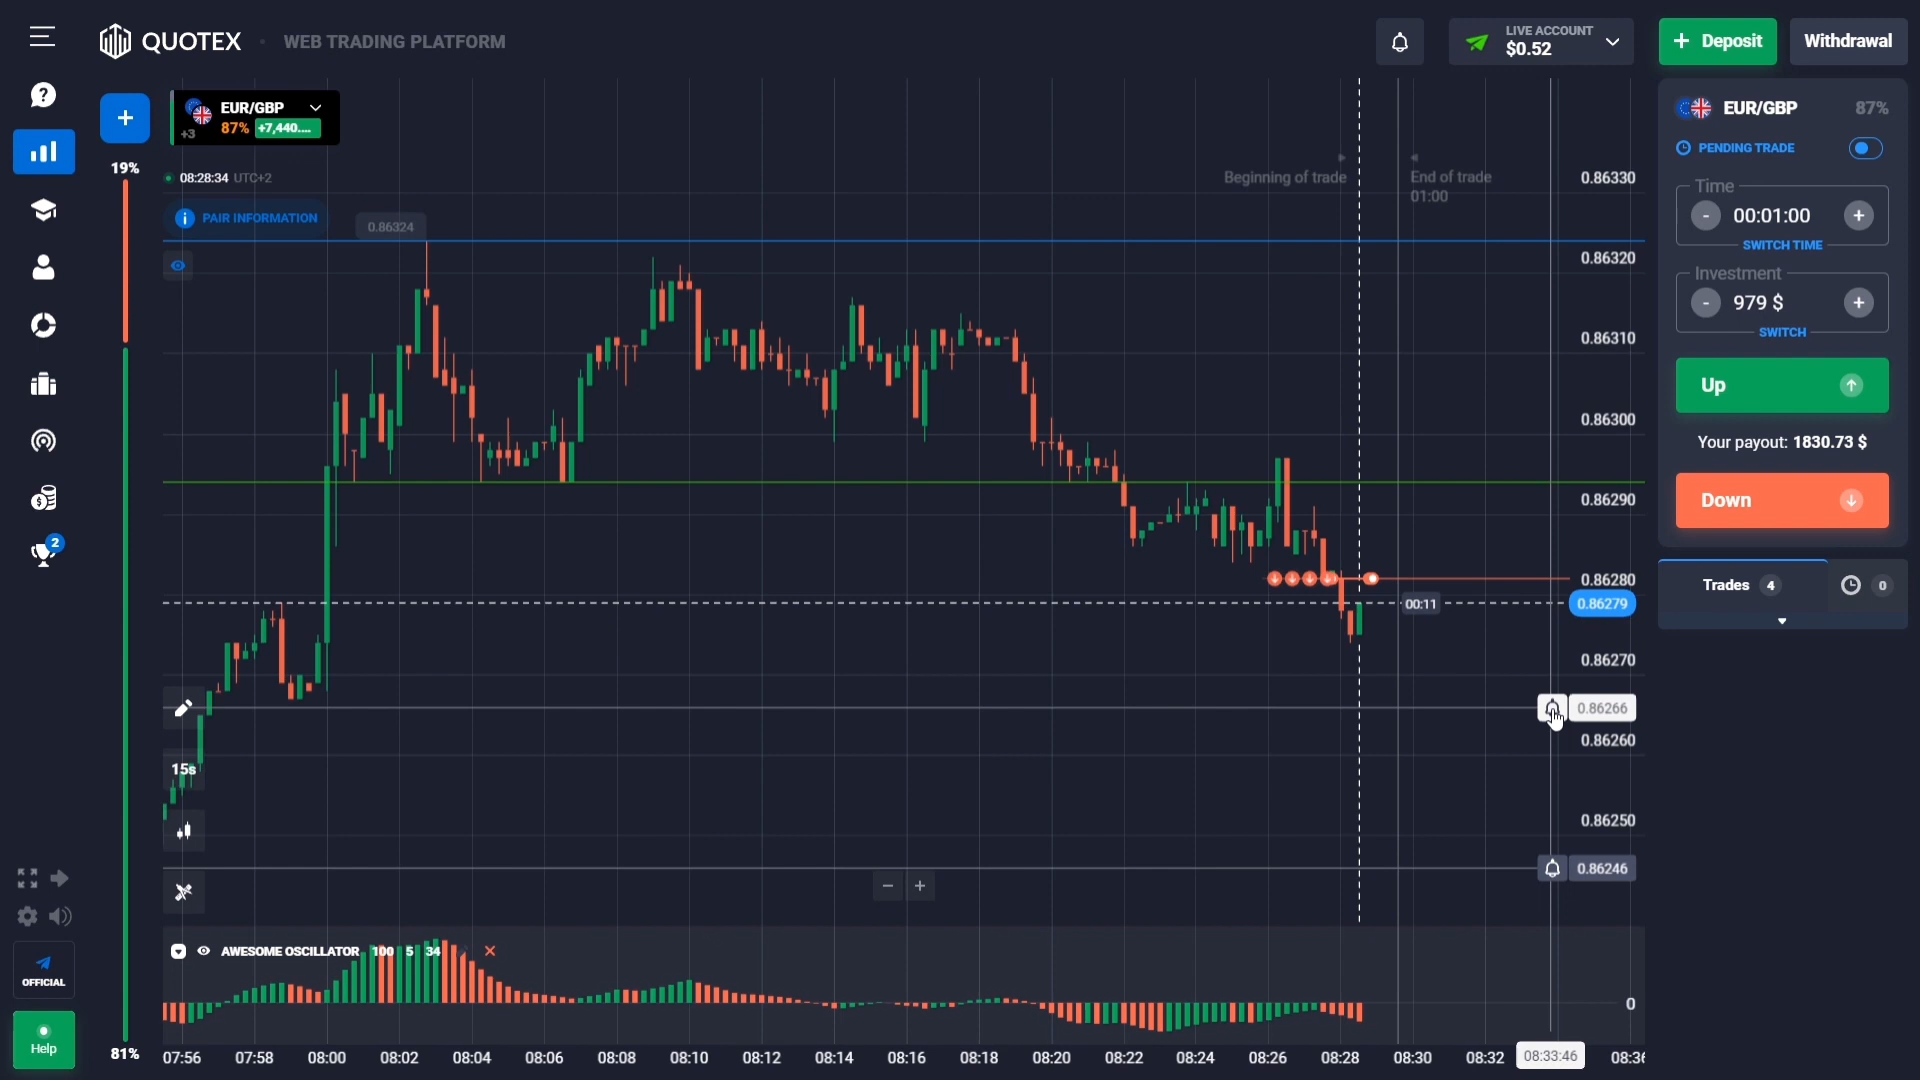 QUOTEX
WEB TRADING PLATFORM
LIVE ACCOUNT
$0.52
+ Deposit
Withdrawal
+
EUR/GBP
+3
87%
+7,440....
19%
08:28:34 UTC+2
PAIR INFORMATION
0.86324
Beginning of trade
End of trade
01:00
0.86330
0.86320
0.86310
0.86300
0.86290
0.86280
0.86279
00:11
0.86270
0.86266
0.86260
0.86250
0.86246
15s
- +
AWESOME OSCILLATOR 100 5 34
0
81%
07:56 07:58 08:00 08:02 08:04 08:06 08:08 08:10 08:12 08:14 08:16 08:18 08:20 08:22 08:24 08:26 08:28 08:30 08:32 08:33:46 08:36
EUR/GBP 87%
PENDING TRADE
Time
- 00:01:00 +
SWITCH TIME
Investment
- 979 $ +
SWITCH
Up
Your payout: 1830.73 $
Down
Trades 4
0
2
OFFICIAL
Help